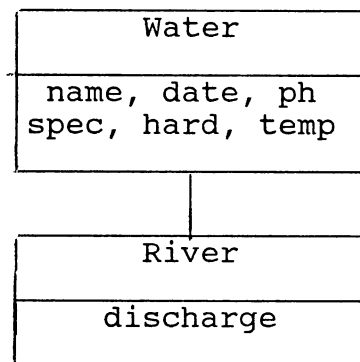 Water
name, date, ph
spec, hard, temp
River
discharge